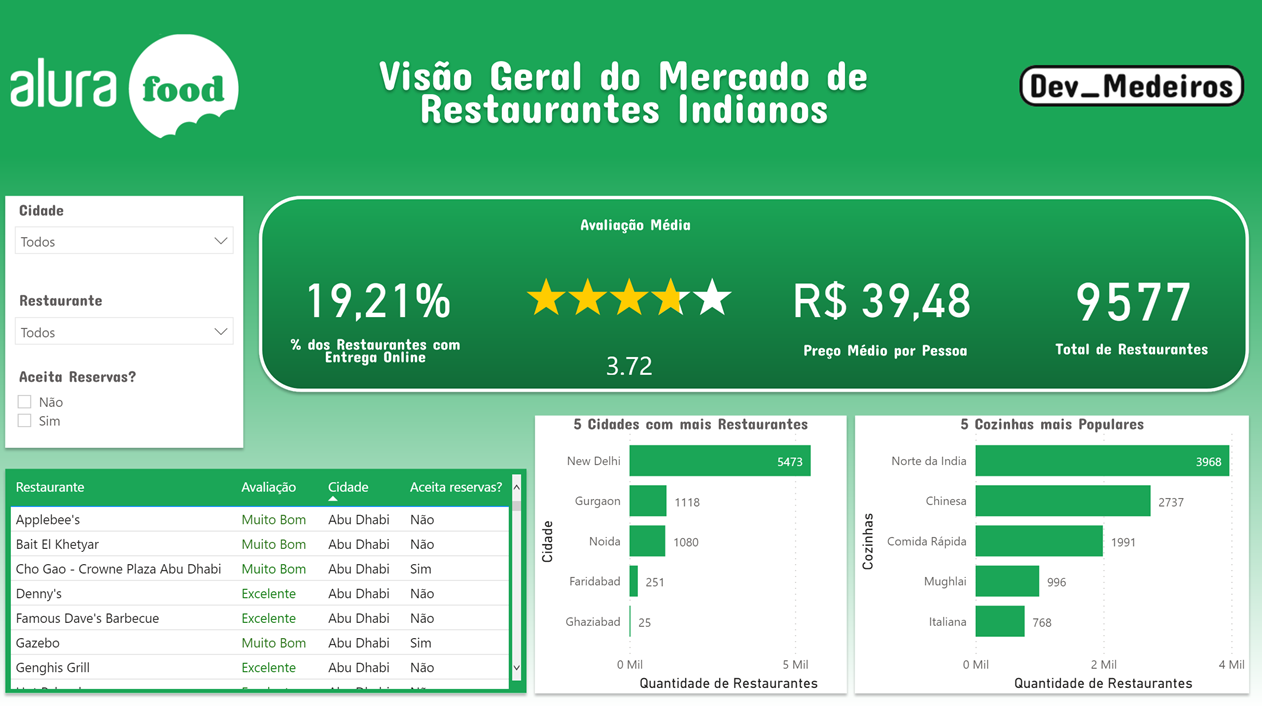 alura food
Visão Geral do Mercado de
Restaurantes Indianos
Dev_Medeiros
Cidade
Todos
Restaurante
Todos
Aceita Reservas?
Não
Sim
19,21%
% dos Restaurantes com
Entrega Online
Avaliação Média
3.72
R$ 39,48
Preço Médio por Pessoa
9577
Total de Restaurantes
Restaurante Avaliação Cidade Aceita reservas?
Applebee's Muito Bom Abu Dhabi Não
Bait El Khetyar Muito Bom Abu Dhabi Não
Cho Gao - Crowne Plaza Abu Dhabi Muito Bom Abu Dhabi Sim
Denny's Excelente Abu Dhabi Não
Famous Dave's Barbecue Excelente Abu Dhabi Não
Gazebo Muito Bom Abu Dhabi Sim
Genghis Grill Excelente Abu Dhabi Não
5 Cidades com mais Restaurantes
Cidade
New Delhi 5473
Gurgaon 1118
Noida 1080
Faridabad 251
Ghaziabad 25
0 Mil 5 Mil
Quantidade de Restaurantes
5 Cozinhas mais Populares
Cozinhas
Norte da India 3968
Chinesa 2737
Comida Rápida 1991
Mughlai 996
Italiana 768
0 Mil 2 Mil 4 Mil
Quantidade de Restaurantes